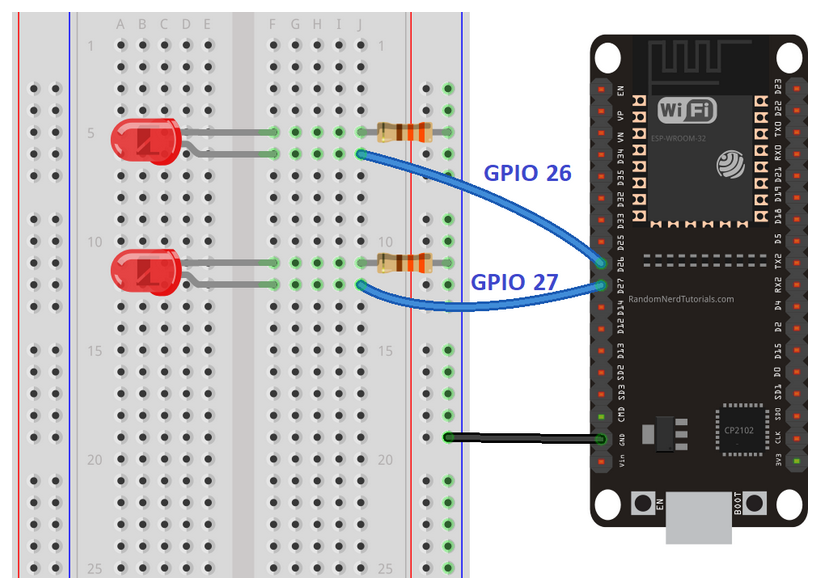 A B C D E F G H I J
1 1
5
10 10
15 15
20 20
25 25
GPIO 26
GPIO 27
WiFi
ESP-WROOM-32
RandomNerdTutorials.com
CP2102
EN
VP
VN
D34
D35
D32
D33
D25
D26
D27
D14
D12
D13
SD2
SD3
CMD
GND
Vin
D23
D22
TX0
RX0
D21
D19
D18
D5
TX2
RX2
D4
D2
D15
D0
SD1
SD0
CLK
3V3
EN
BOOT